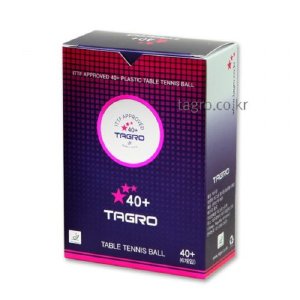 ITTF APPROVED 40+ PLASTIC TABLE TENNIS BALL
tagro.co.kr
ITTF APPROVED
40+
TAGRO
40+
TAGRO
TABLE TENNIS BALL
40+